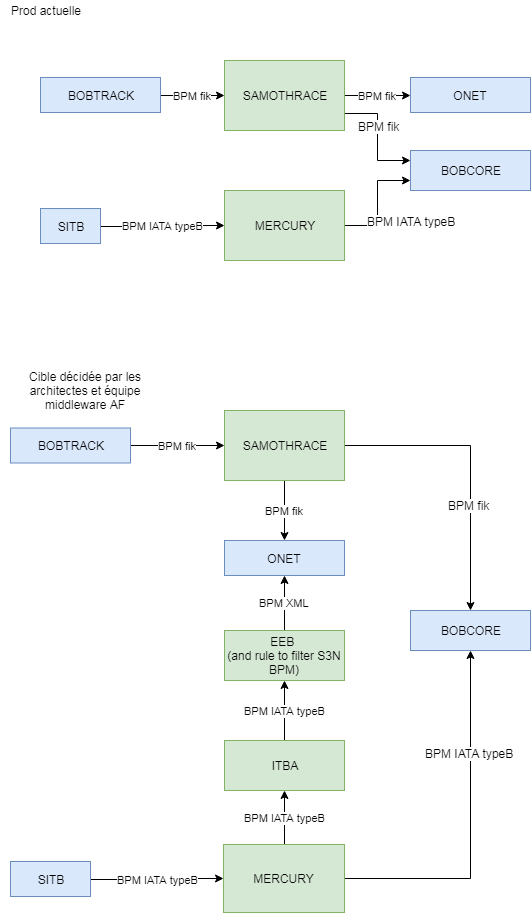 Prod actuelle
BOBTRACK
BPM fik
SAMOTHRACE
BPM fik
ONET
BPM fik
BOBCORE
SITB
BPM IATA typeB
MERCURY
BPM IATA typeB
Cible décidée par les
architectes et équipe
middleware AF
BOBTRACK
BPM fik
SAMOTHRACE
BPM fik
BPM fik
ONET
BPM XML
EEB
(and rule to filter S3N
BPM)
BOBCORE
BPM IATA typeB
BPM IATA typeB
ITBA
BPM IATA typeB
SITB
BPM IATA typeB
MERCURY